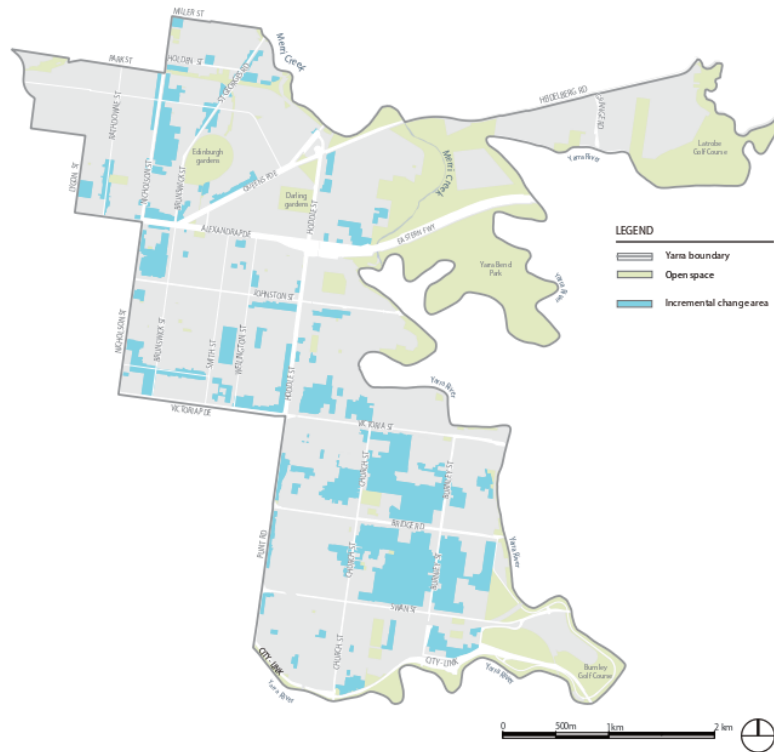 MILLER ST
Merri Creek
PARK ST
HOLDEN ST
ST GEORGES RD
HEIDELBERG RD
GRANGE RD
RATHDOWNE ST
Latrobe
Golf Course
Yarra River
Edinburgh
gardens
Merri Creek
LYGON ST
NICHOLSON ST
BRUNSWICK ST
QUEENS PDE
Darling
gardens
HODDLE ST
ALEXANDRA PDE
EASTERN FWY
LEGEND
Yarra boundary
Open space
Incremental change area
Yarra Bend
Park
Yarra River
JOHNSTON ST
NICHOLSON ST
BRUNSWICK ST
SMITH ST
WELLINGTON ST
HODDLE ST
Yarra River
VICTORIA PDE
VICTORIA ST
CHURCH ST
BURNLEY ST
BRIDGE RD
PUNT RD
CHURCH ST
BURNLEY ST
Yarra River
SWAN ST
CHURCH ST
CITY-LINK
CITY-LINK
Yarra River
Yarra River
Burnley
Golf Course
0 500m 1km 2 km